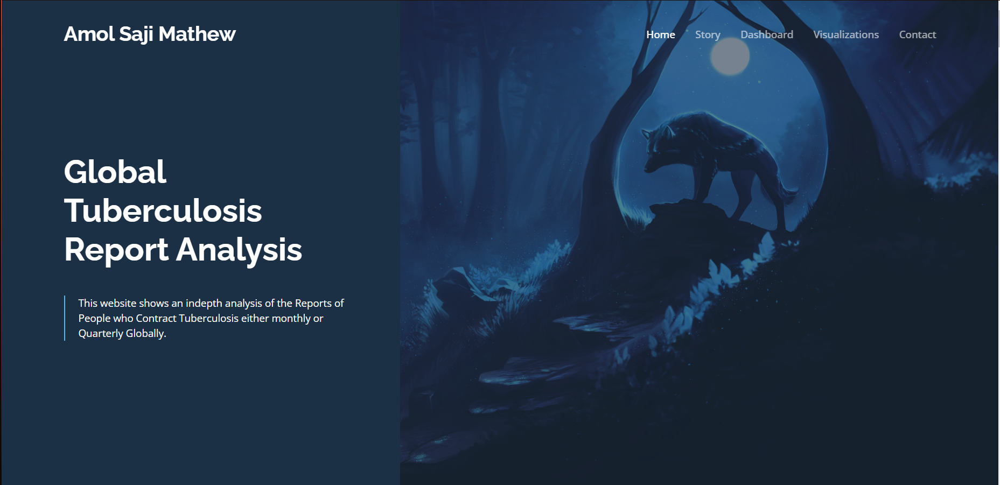 Amol Saji Mathew
Home Story Dashboard Visualizations Contact
Global
Tuberculosis
Report Analysis
This website shows an indepth analysis of the Reports of
People who Contract Tuberculosis either monthly or
Quarterly Globally.